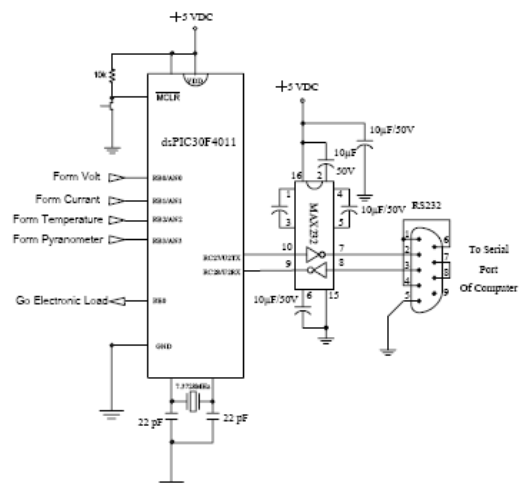 +5 VDC
10k
VDD
MCLR
dsPIC30F4011
Form Volt
RB0/AN0
Form Currant
RB1/AN1
Form Temperature
RB2/AN2
Form Pyranometer
RB3/AN3
Go Electronic Load
RE0
GND
7.3728MHz
22 pF
22 pF
+5 VDC
10µF/50V
10µF
50V
16
2
1
4
MAX232
10µF/50V
3
5
RS232
RC27/U2TX
10
7
RC28/U2RX
9
8
10µF/50V
6
15
1
6
2
7
3
8
4
9
5
To Serial
Port
Of Computer